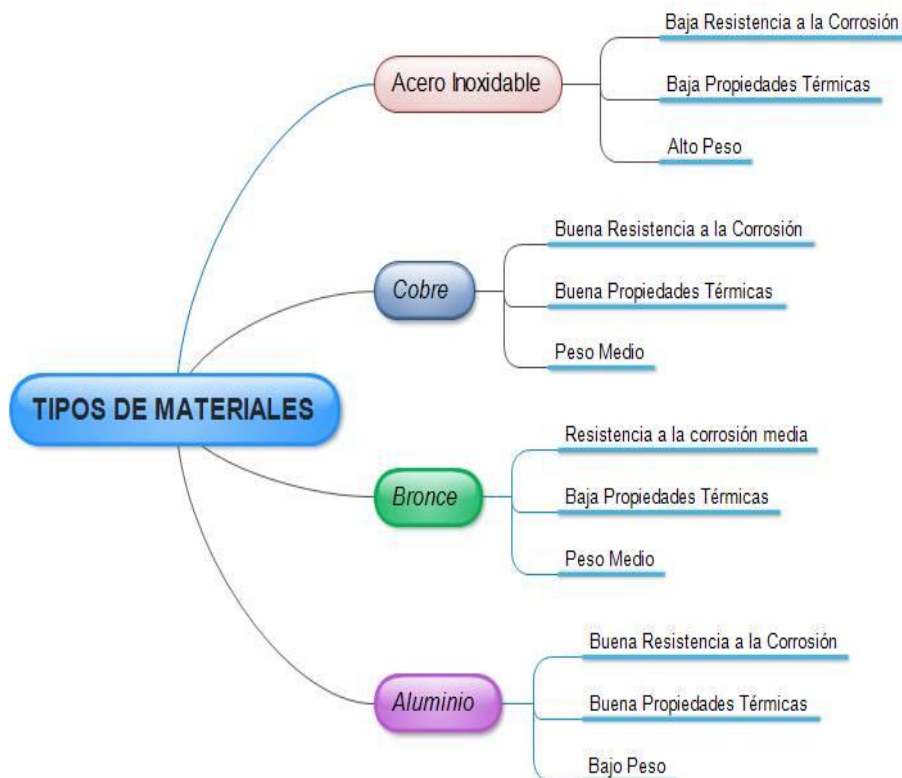 TIPOS DE MATERIALES
Acero Inoxidable
Baja Resistencia a la Corrosión
Baja Propiedades Térmicas
Alto Peso
Cobre
Buena Resistencia a la Corrosión
Buena Propiedades Térmicas
Peso Medio
Bronce
Resistencia a la corrosión media
Baja Propiedades Térmicas
Peso Medio
Aluminio
Buena Resistencia a la Corrosión
Buena Propiedades Térmicas
Bajo Peso